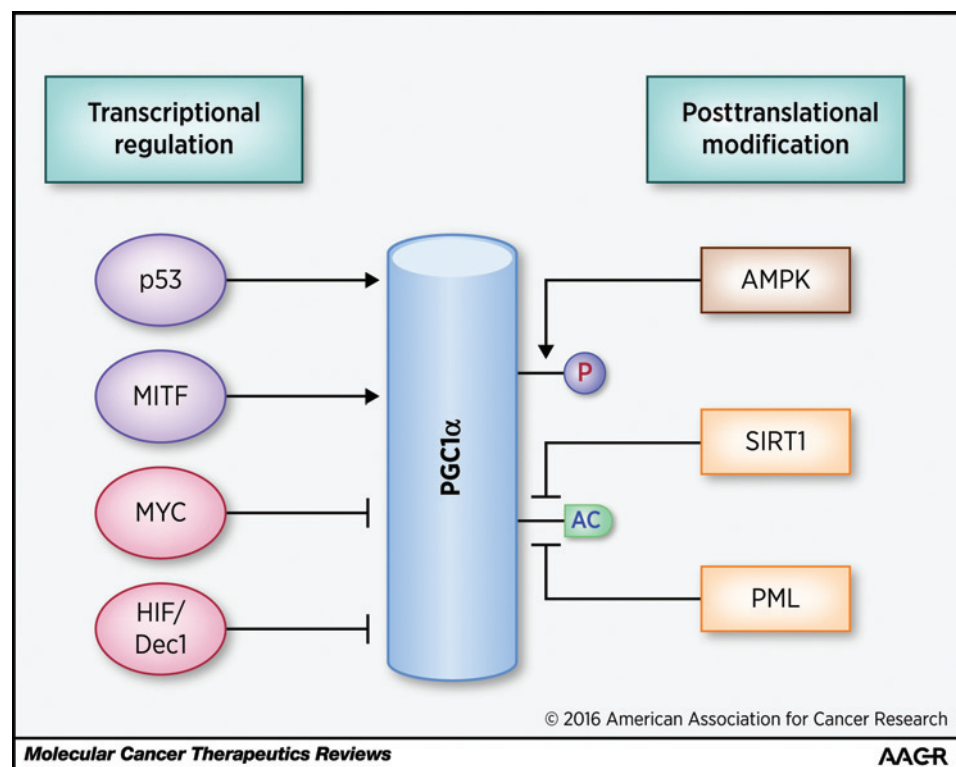 Transcriptional
regulation
Posttranslational
modification
p53
MITF
MYC
HIF/
Dec1
PGC1α
AMPK
P
SIRT1
AC
PML
© 2016 American Association for Cancer Research
Molecular Cancer Therapeutics Reviews
AACR